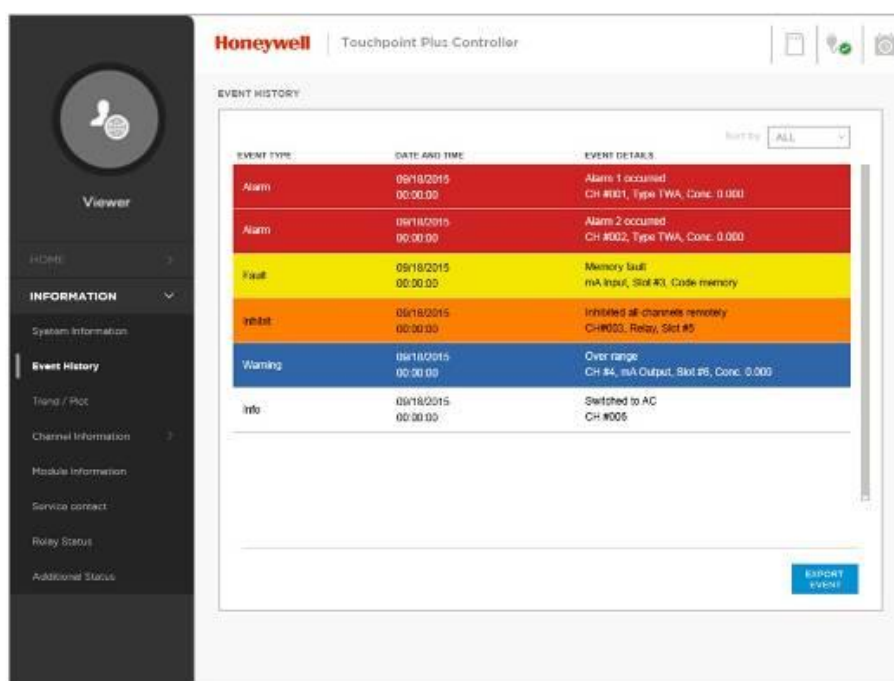 Honeywell
Touchpoint Plus Controller
Viewer
HOME
INFORMATION
System Information
Event History
Trend / Plot
Channel Information
Module Information
Service contact
Relay Status
Additional Status
EVENT HISTORY
Sort By ALL
EVENT TYPE DATE AND TIME EVENT DETAILS
Alarm 09/18/2015 Alarm 1 occurred
00:00:00 CH #001, Type TWA, Conc. 0.000
Alarm 09/18/2015 Alarm 2 occurred
00:00:00 CH #002, Type TWA, Conc. 0.000
Fault 09/18/2015 Memory fault
00:00:00 mA Input, Slot #3, Code memory
Inhibit 09/18/2015 Inhibited all channels remotely
00:00:00 CH#003, Relay, Slot #5
Warning 09/18/2015 Over range
00:00:00 CH #4, mA Output, Slot #6, Conc. 0.000
Info 09/18/2015 Switched to AC
00:00:00 CH #006
EXPORT
EVENT